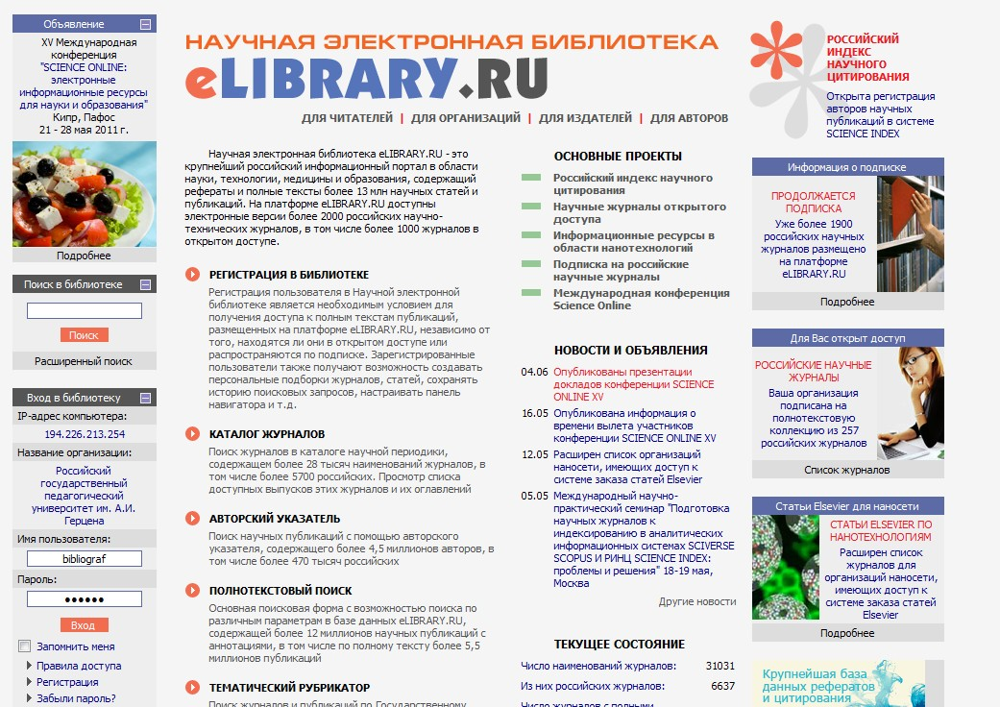 Объявление
XV Международная
конференция
"SCIENCE ONLINE:
электронные
информационные ресурсы
для науки и образования"
Кипр, Пафос
21 - 28 мая 2011 г.
Подробнее
Поиск в библиотеке
Поиск
Расширенный поиск
Вход в библиотеку
IP-адрес компьютера:
194.226.213.254
Название организации:
Российский
государственный
педагогический
университет им. А.И.
Герцена
Имя пользователя:
bibliograf
Пароль:
••••••
Вход
Запомнить меня
Правила доступа
Регистрация
Забыли пароль?
НАУЧНАЯ ЭЛЕКТРОННАЯ БИБЛИОТЕКА
eLIBRARY.RU
ДЛЯ ЧИТАТЕЛЕЙ | ДЛЯ ОРГАНИЗАЦИЙ | ДЛЯ ИЗДАТЕЛЕЙ | ДЛЯ АВТОРОВ
Научная электронная библиотека eLIBRARY.RU - это
крупнейший российский информационный портал в области
науки, технологии, медицины и образования, содержащий
рефераты и полные тексты более 13 млн научных статей и
публикаций. На платформе eLIBRARY.RU доступны
электронные версии более 2000 российских научно-
технических журналов, в том числе более 1000 журналов в
открытом доступе.
РЕГИСТРАЦИЯ В БИБЛИОТЕКЕ
Регистрация пользователя в Научной электронной
библиотеке является необходимым условием для
получения доступа к полным текстам публикаций,
размещенных на платформе eLIBRARY.RU, независимо от
того, находятся ли они в открытом доступе или
распространяются по подписке. Зарегистрированные
пользователи также получают возможность создавать
персональные подборки журналов, статей, сохранять
историю поисковых запросов, настраивать панель
навигатора и т.д.
КАТАЛОГ ЖУРНАЛОВ
Поиск журналов в каталоге научной периодики,
содержащем более 28 тысяч наименований журналов, в
том числе более 5700 российских. Просмотр списка
доступных выпусков этих журналов и их оглавлений
АВТОРСКИЙ УКАЗАТЕЛЬ
Поиск научных публикаций с помощью авторского
указателя, содержащего более 4,5 миллионов авторов, в
том числе более 470 тысяч российских
ПОЛНОТЕКСТОВЫЙ ПОИСК
Основная поисковая форма с возможностью поиска по
различным параметрам в базе данных eLIBRARY.RU,
содержащей более 12 миллионов научных публикаций с
аннотациями, в том числе по полному тексту более 5,5
миллионов публикаций
ТЕМАТИЧЕСКИЙ РУБРИКАТОР
Поиск журналов и публикаций по Государственному
ОСНОВНЫЕ ПРОЕКТЫ
Российский индекс научного
цитирования
Научные журналы открытого
доступа
Информационные ресурсы в
области нанотехнологий
Подписка на российские
научные журналы
Международная конференция
Science Online
НОВОСТИ И ОБЪЯВЛЕНИЯ
04.06 Опубликованы презентации
докладов конференции SCIENCE
ONLINE XV
16.05 Опубликована информация о
времени вылета участников
конференции SCIENCE ONLINE XV
12.05 Расширен список организаций
наносети, имеющих доступ к
системе заказа статей Elsevier
05.05 Международный научно-
практический семинар "Подготовка
научных журналов к
индексированию в аналитических
информационных системах SCIVERSE
SCOPUS И РИНЦ SCIENCE INDEX:
проблемы и решения" 18-19 мая,
Москва
Другие новости
ТЕКУЩЕЕ СОСТОЯНИЕ
Число наименований журналов: 31031
Из них российских журналов: 6637
Число журналов с полными
РОССИЙСКИЙ
ИНДЕКС
НАУЧНОГО
ЦИТИРОВАНИЯ
Открыта регистрация
авторов научных
публикаций в системе
SCIENCE INDEX
Информация о подписке
ПРОДОЛЖАЕТСЯ
ПОДПИСКА
Уже более 1900
российских научных
журналов размещено
на платформе
eLIBRARY.RU
Подробнее
Для Вас открыт доступ
РОССИЙСКИЕ НАУЧНЫЕ
ЖУРНАЛЫ
Ваша организация
подписана на
полнотекстовую
коллекцию из 257
российских журналов
Список журналов
Статьи Elsevier для наносети
СТАТЬИ ELSEVIER ПО
НАНОТЕХНОЛОГИЯМ
Расширен список
журналов для
организаций наносети,
имеющих доступ к
системе заказа статей
Elsevier
Подробнее
Крупнейшая база
данных рефератов
и цитирования